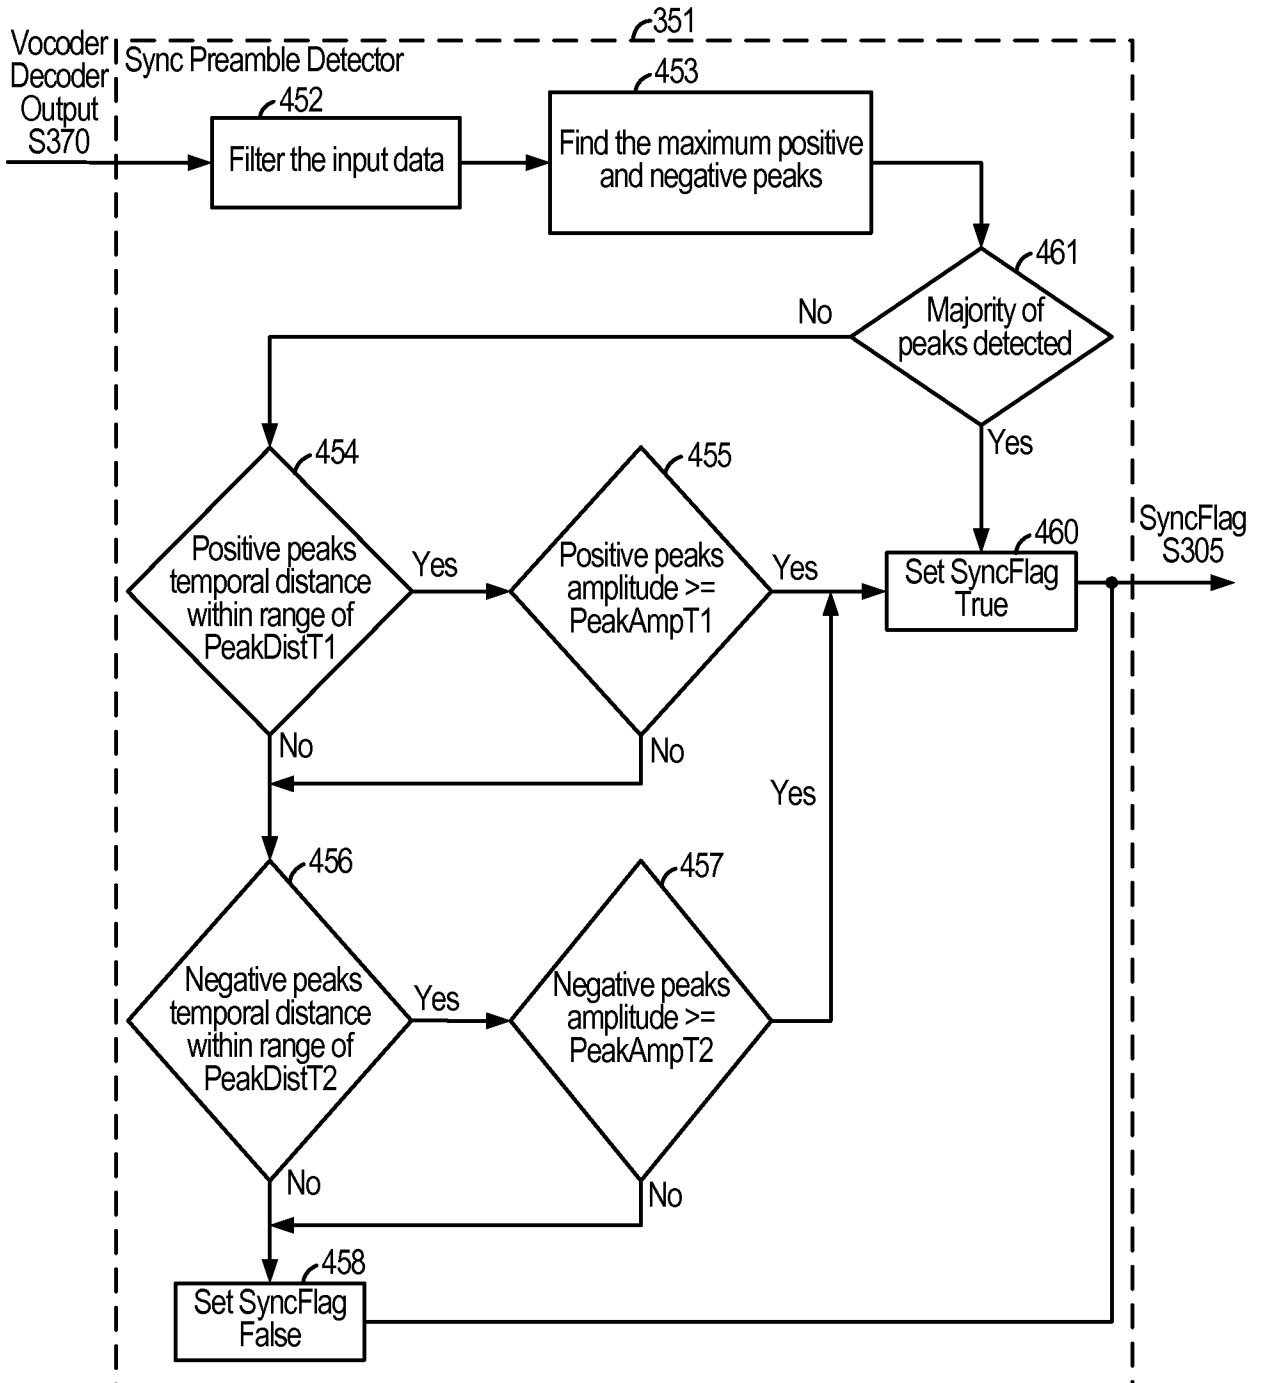 351
Vocoder
Decoder
Output
S370
Sync Preamble Detector
452
Filter the input data
453
Find the maximum positive
and negative peaks
461
Majority of
peaks detected
No
Yes
454
Positive peaks
temporal distance
within range of
PeakDistT1
Yes
No
455
Positive peaks
amplitude >=
PeakAmpT1
Yes
No
460
Set SyncFlag
True
SyncFlag
S305
456
Negative peaks
temporal distance
within range of
PeakDistT2
Yes
No
457
Negative peaks
amplitude >=
PeakAmpT2
Yes
No
458
Set SyncFlag
False